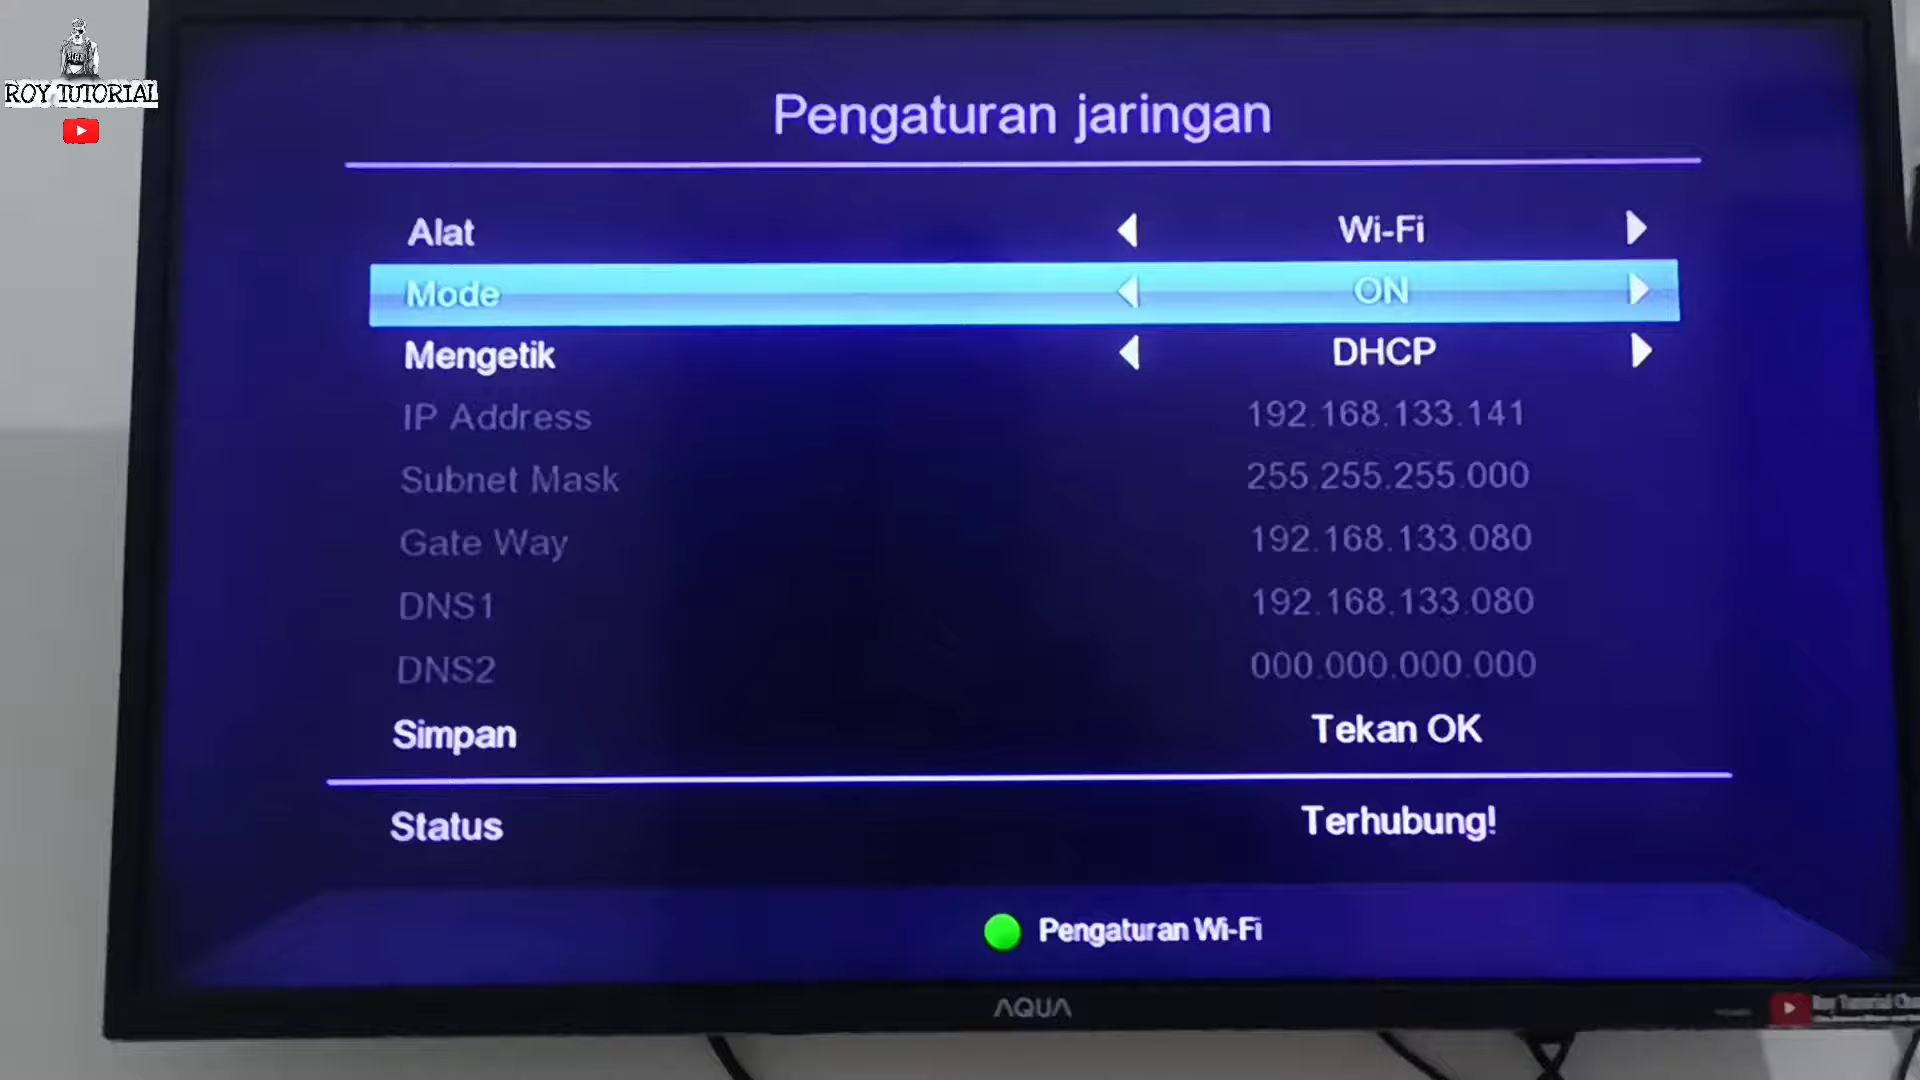 ROY TUTORIAL
Pengaturan jaringan
Alat Wi-Fi
Mode ON
Mengetik DHCP
IP Address 192.168.133.141
Subnet Mask 255.255.255.000
Gate Way 192.168.133.080
DNS1 192.168.133.080
DNS2 000.000.000.000
Simpan Tekan OK
Status Terhubung!
Pengaturan Wi-Fi
AQUA
Roy Tutorial